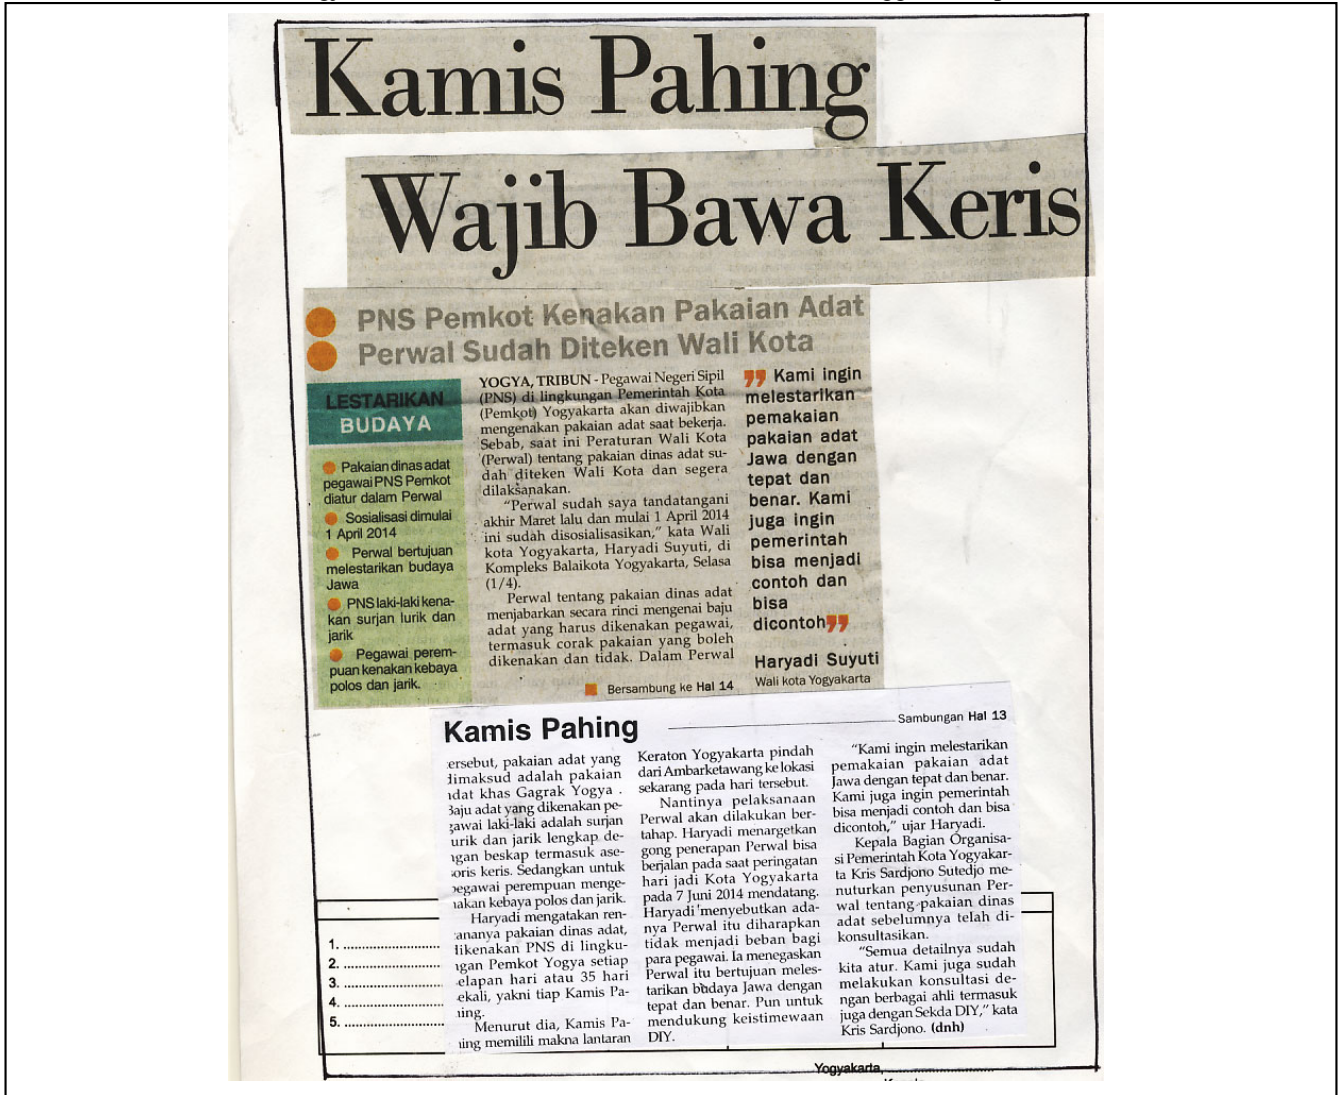 Kamis Pahing
Wajib Bawa Keris
PNS Pemkot Kenakan Pakaian Adat
Perwal Sudah Diteken Wali Kota
LESTARIKAN
BUDAYA
Pakaian dinas adat
pegawai PNS Pemkot
diatur dalam Perwal
Sosialisasi dimulai
1 April 2014
Perwal bertujuan
melestarikan budaya
Jawa
PNS laki-laki kena-
kan surjan lurik dan
jarik
Pegawai perem-
puan kenakan kebaya
polos dan jarik.
YOGYA, TRIBUN - Pegawai Negeri Sipil
(PNS) di lingkungan Pemerintah Kota
(Pemkot) Yogyakarta akan diwajibkan
mengenakan pakaian adat saat bekerja.
Sebab, saat ini Peraturan Wali Kota
(Perwal) tentang pakaian dinas adat su-
dah diteken Wali Kota dan segera
dilaksanakan.
"Perwal sudah saya tandatangani
akhir Maret lalu dan mulai 1 April 2014
ini sudah disosialisasikan," kata Wali
kota Yogyakarta, Haryadi Suyuti, di
Kompleks Balaikota Yogyakarta, Selasa
(1/4).
Perwal tentang pakaian dinas adat
menjabarkan secara rinci mengenai baju
adat yang harus dikenakan pegawai,
termasuk corak pakaian yang boleh
dikenakan dan tidak. Dalam Perwal
Bersambung ke Hal 14
" Kami ingin
melestarikan
pemakaian
pakaian adat
Jawa dengan
tepat dan
benar. Kami
juga ingin
pemerintah
bisa menjadi
contoh dan
bisa
dicontoh"
Haryadi Suyuti
Wali kota Yogyakarta
Kamis Pahing
Sambungan Hal 13
ersebut, pakaian adat yang
dimaksud adalah pakaian
adat khas Gagrak Yogya .
Baju adat yang dikenakan pe-
gawai laki-laki adalah surjan
urik dan jarik lengkap de-
ngan beskap termasuk ase-
oris keris. Sedangkan untuk
pegawai perempuan menge-
nakan kebaya polos dan jarik.
Haryadi mengatakan ren-
ananya pakaian dinas adat,
dikenakan PNS di lingku-
ngan Pemkot Yogya setiap
elapan hari atau 35 hari
sekali, yakni tiap Kamis Pa-
hing.
Menurut dia, Kamis Pa-
hing memilili makna lantaran
Keraton Yogyakarta pindah
dari Ambarketawang ke lokasi
sekarang pada hari tersebut.
Nantinya pelaksanaan
Perwal akan dilakukan ber-
tahap. Haryadi menargetkan
gong penerapan Perwal bisa
berjalan pada saat peringatan
hari jadi Kota Yogyakarta
pada 7 Juni 2014 mendatang.
Haryadi menyebutkan ada-
nya Perwal itu diharapkan
tidak menjadi beban bagi
para pegawai. Ia menegaskan
Perwal itu bertujuan meles-
tarikan budaya Jawa dengan
tepat dan benar. Pun untuk
mendukung keistimewaan
DIY.
"Kami ingin melestarikan
pemakaian pakaian adat
Jawa dengan tepat dan benar.
Kami juga ingin pemerintah
bisa menjadi contoh dan bisa
dicontoh," ujar Haryadi.
Kepala Bagian Organisa-
si Pemerintah Kota Yogyakar-
ta Kris Sardjono Sutedjo me-
nuturkan penyusunan Per-
wal tentang pakaian dinas
adat sebelumnya telah di-
konsultasikan.
"Semua detailnya sudah
kita atur. Kami juga sudah
melakukan konsultasi de-
ngan berbagai ahli termasuk
juga dengan Sekda DIY," kata
Kris Sardjono. (dnh)
1. ........................
2. ........................
3. ........................
4. ........................
5. ........................
Yogyakarta,........................